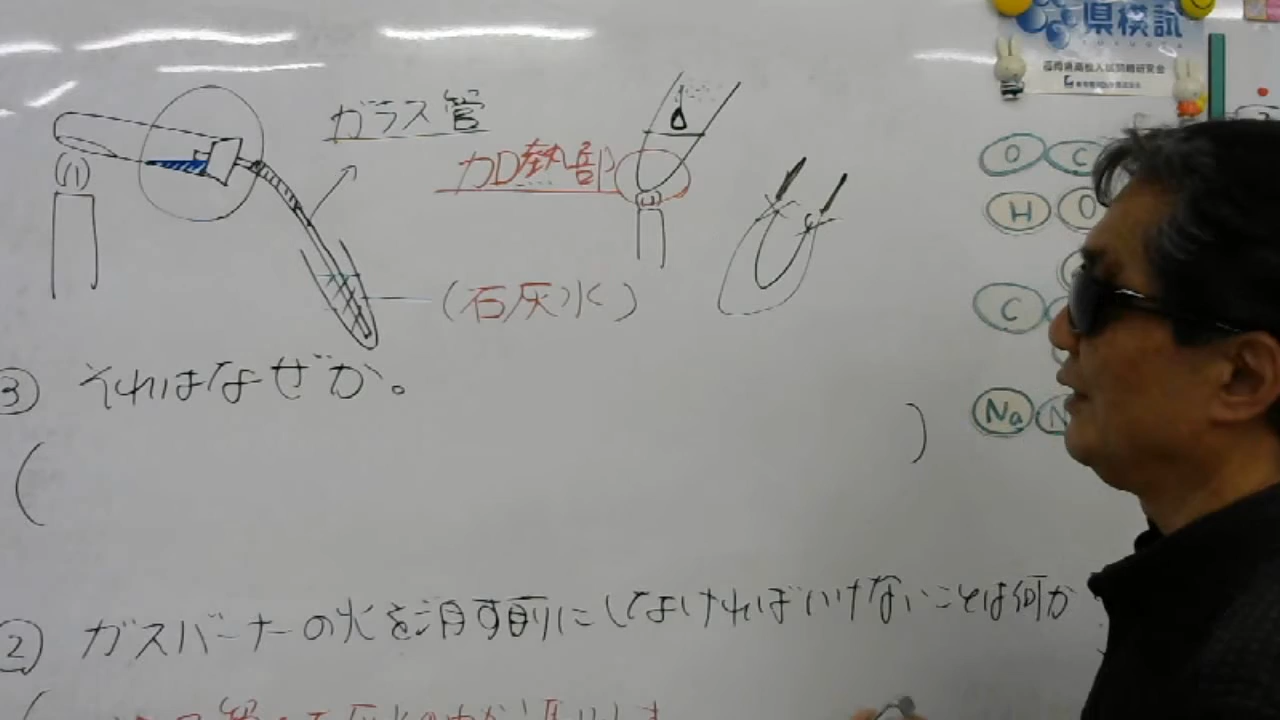 県模試
ガラス管
加熱部
(石灰水)
O C
H O
C
Na N
③ それはなぜか。
( )
② ガスバーナーの火を消す前にしなければいけないことは何か
(